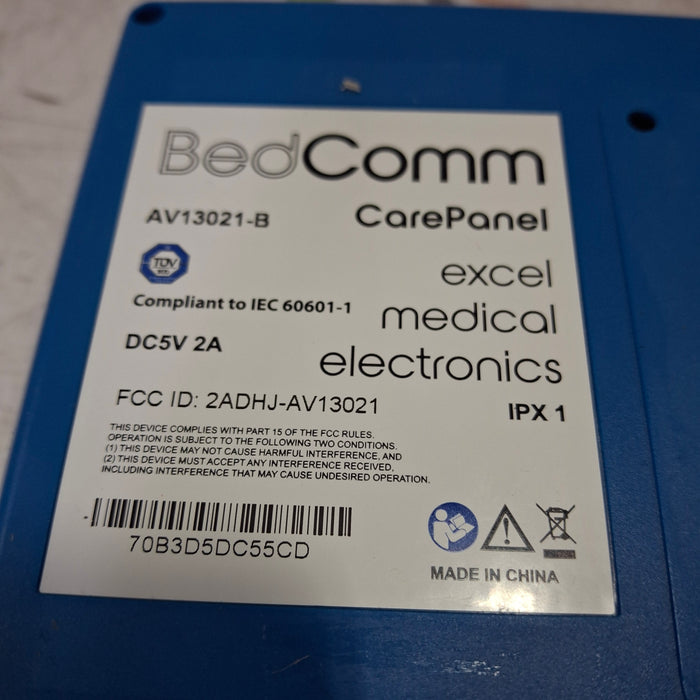 BedComm
AV13021-B
CarePanel
TÜV
excel
medical
electronics
Compliant to IEC 60601-1
DC5V 2A
FCC ID: 2ADHJ-AV13021
IPX 1
THIS DEVICE COMPLIES WITH PART 15 OF THE FCC RULES.
OPERATION IS SUBJECT TO THE FOLLOWING TWO CONDITIONS.
(1) THIS DEVICE MAY NOT CAUSE HARMFUL INTERFERENCE, AND
(2) THIS DEVICE MUST ACCEPT ANY INTERFERENCE RECEIVED,
INCLUDING INTERFERENCE THAT MAY CAUSE UNDESIRED OPERATION.
70B3D5DC55CD
MADE IN CHINA